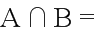 A ∩ B =